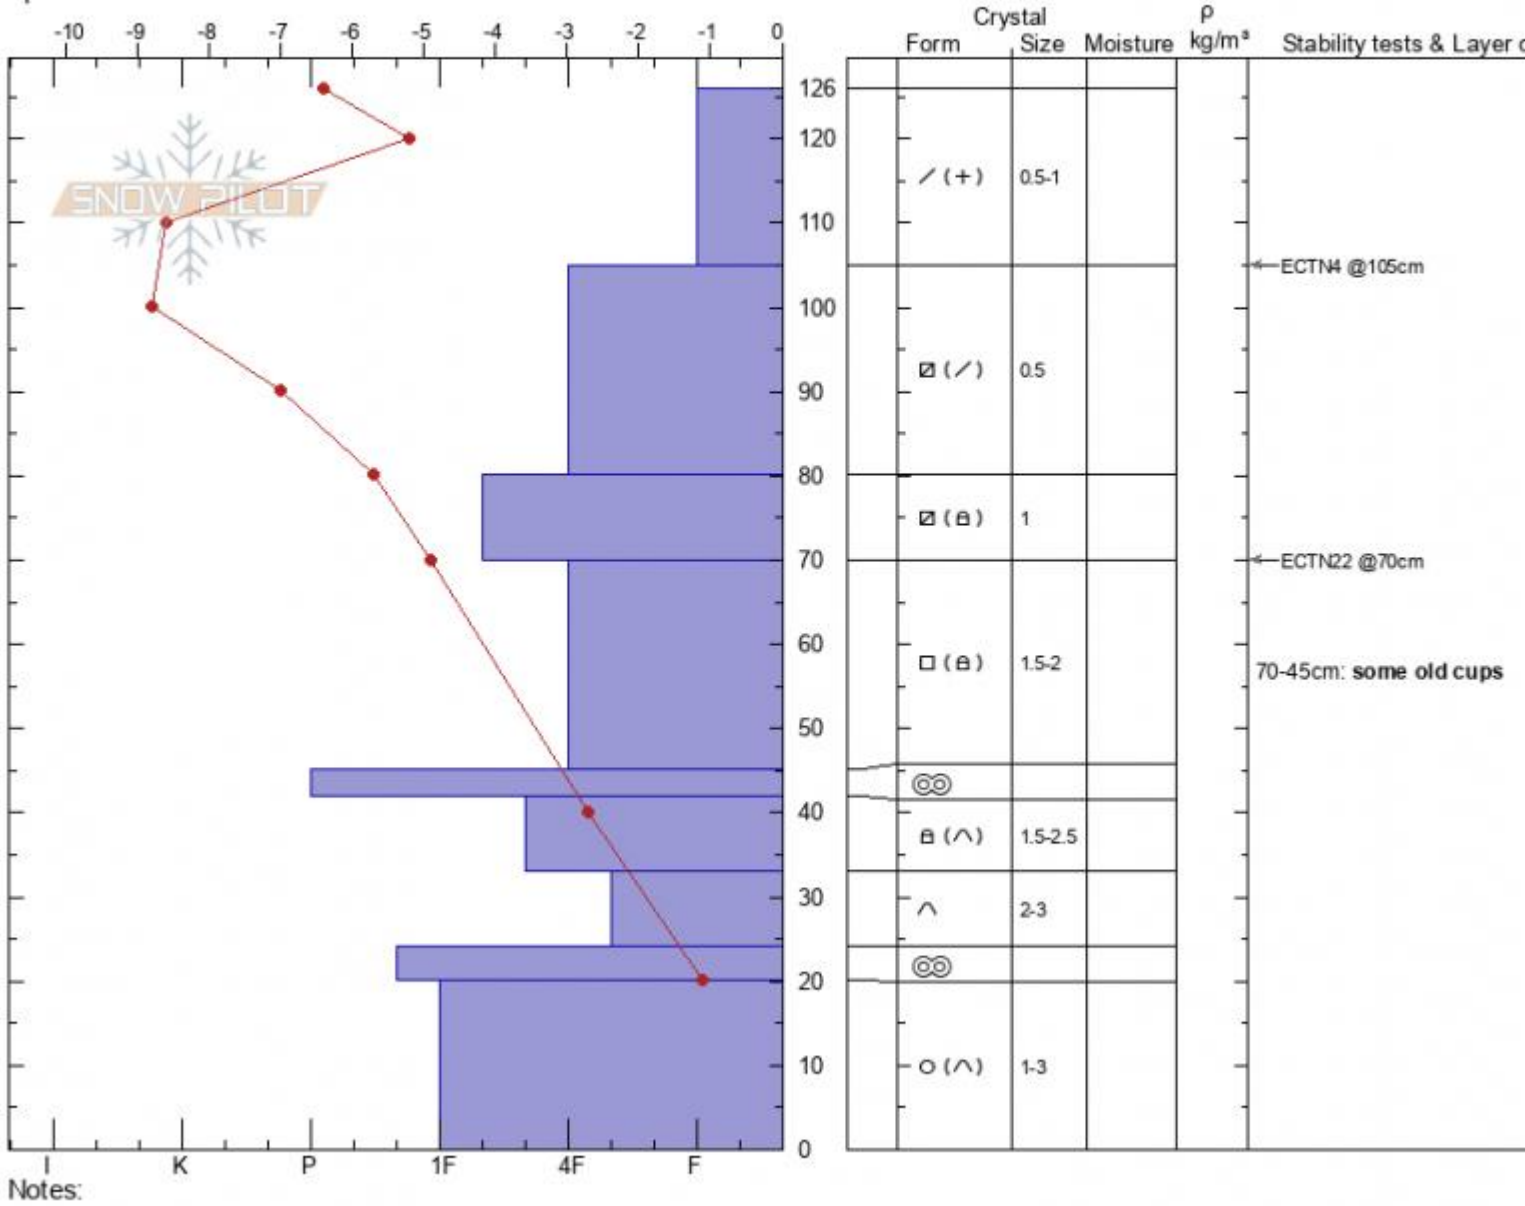 Crystal ρ
-10 -9 -8 -7 -6 -5 -4 -3 -2 -1 0 Form Size Moisture kg/m³ Stability tests & Layer
126
120
SNOW PILOT
/ (+) 0.5-1
110
ECTN4 @105cm
100
(/) 0.5
90
80
1
70 ECTN22 @70cm
60
1.5-2
70-45cm: some old cups
50
40
1.5-2.5
30
2-3
20
10
1-3
0
I K P 1F 4F F
Notes: